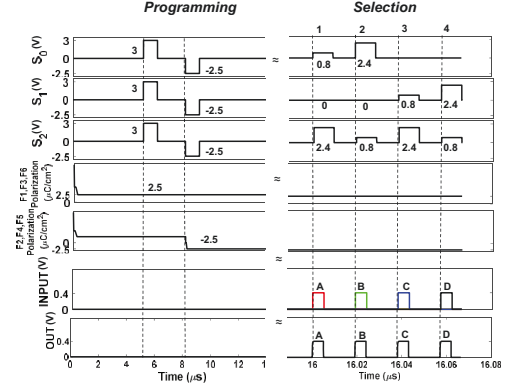 Programming Selection
1 2 3 4
S0(V)
3
0
-2.5
3
-2.5
≈
0.8
2.4
S1(V)
3
0
-2.5
3
-2.5
0
0
0.8
2.4
S2(V)
3
0
-2.5
3
-2.5
2.4
0.8
2.4
0.8
F1,F3,F6
Polarization
(μC/cm²)
2.5
0
2.5
≈
F2,F4,F5
Polarization
(μC/cm²)
0
-2.5
-2.5
≈
INPUT(V)
0.4
0
A B C D
OUT(V)
0.4
0
≈
A B C D
0 2 4 6 8 10 12 14
16 16.02 16.04 16.06 16.08
Time (μs) Time (μs)